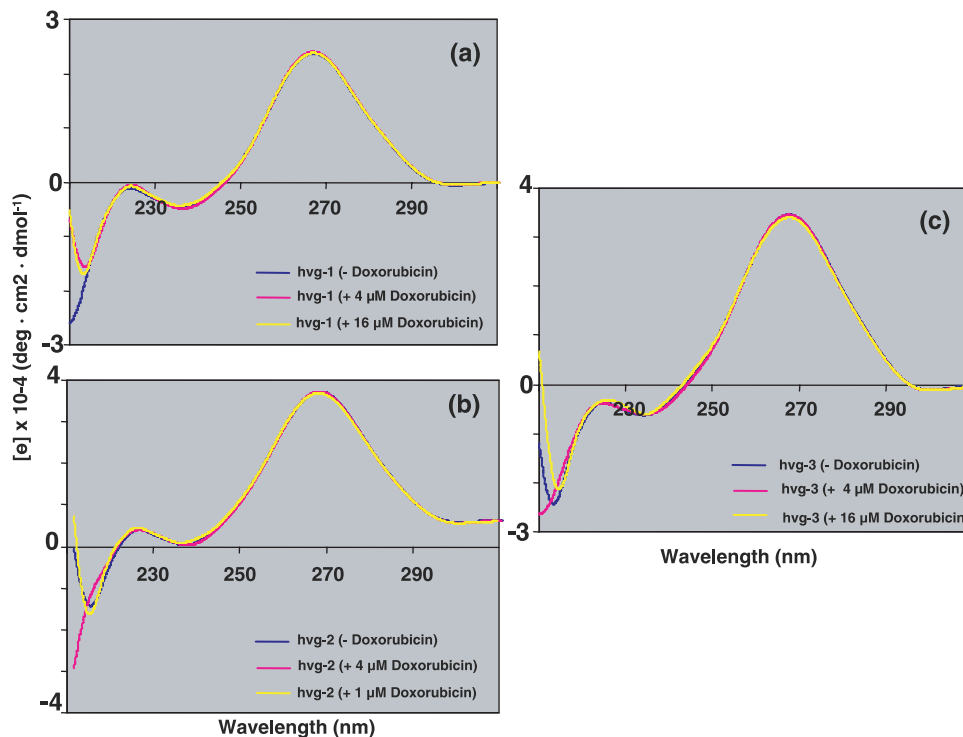 [ɵ] x 10-4 (deg · cm2 · dmol⁻¹)
3
(a)
0
230 250 270 290
hvg-1 (- Doxorubicin)
hvg-1 (+ 4 µM Doxorubicin)
hvg-1 (+ 16 µM Doxorubicin)
-3
4
(b)
0
230 250 270 290
hvg-2 (- Doxorubicin)
hvg-2 (+ 4 µM Doxorubicin)
hvg-2 (+ 1 µM Doxorubicin)
-4
Wavelength (nm)
4
(c)
0
230 250 270 290
hvg-3 (- Doxorubicin)
hvg-3 (+ 4 µM Doxorubicin)
hvg-3 (+ 16 µM Doxorubicin)
-3
Wavelength (nm)